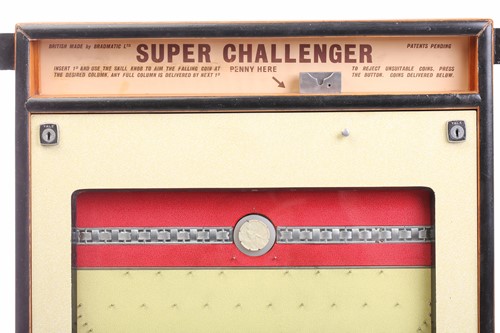 BRITISH MADE by BRADMATIC LTD
SUPER CHALLENGER
PATENTS PENDING
INSERT 1D AND USE THE SKILL KNOB TO AIM THE FALLING COIN AT
THE DESIRED COLUMN, ANY FULL COLUMN IS DELIVERED BY NEXT 1D
PENNY HERE
TO REJECT UNSUITABLE COINS, PRESS
THE BUTTON. COINS DELIVERED BELOW.
YALE
YALE